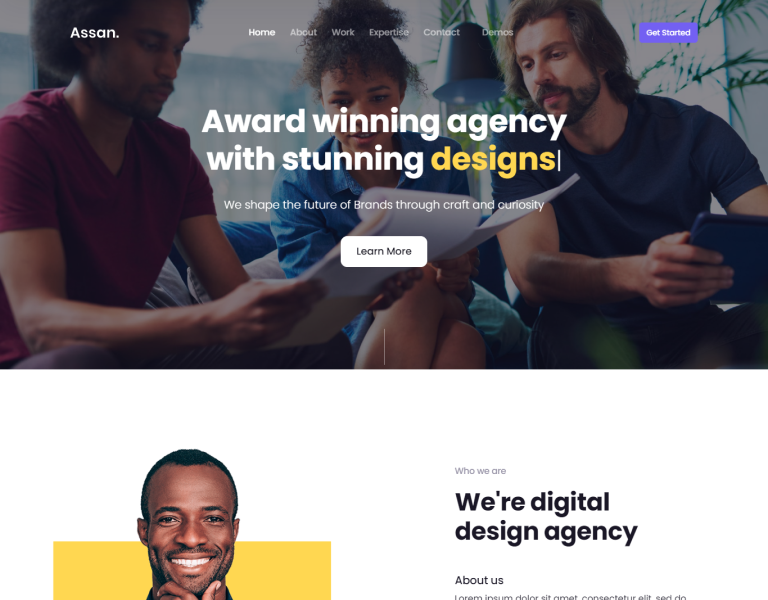 Assan.
Home About Work Expertise Contact Demos
Get Started
Award winning agency
with stunning designs|
We shape the future of Brands through craft and curiosity
Learn More
Who we are
We're digital
design agency
About us
Lorem ipsum dolor sit amet, consectetur elit, sed do